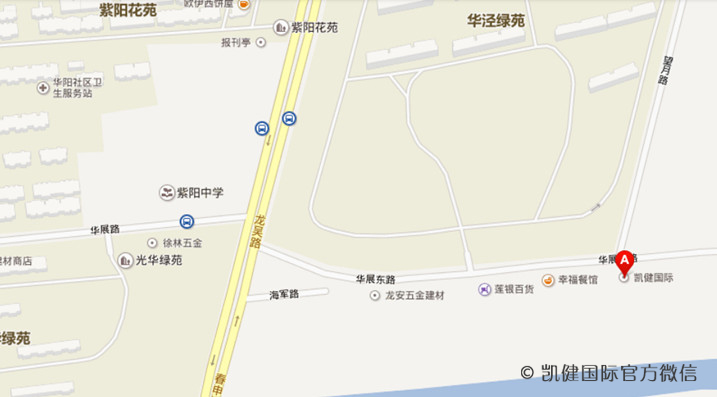 紫阳花苑
欧伊西饼屋
紫阳花苑
报刊亭
华泾绿苑
望月路
华阳社区卫
生服务站
紫阳中学
华展路
龙吴路
徐林五金
光华绿苑
建材商店
华展东路
海军路
龙安五金建材
莲银百货
幸福餐馆
A
凯健国际
绿苑
春申
© 凯健国际官方微信